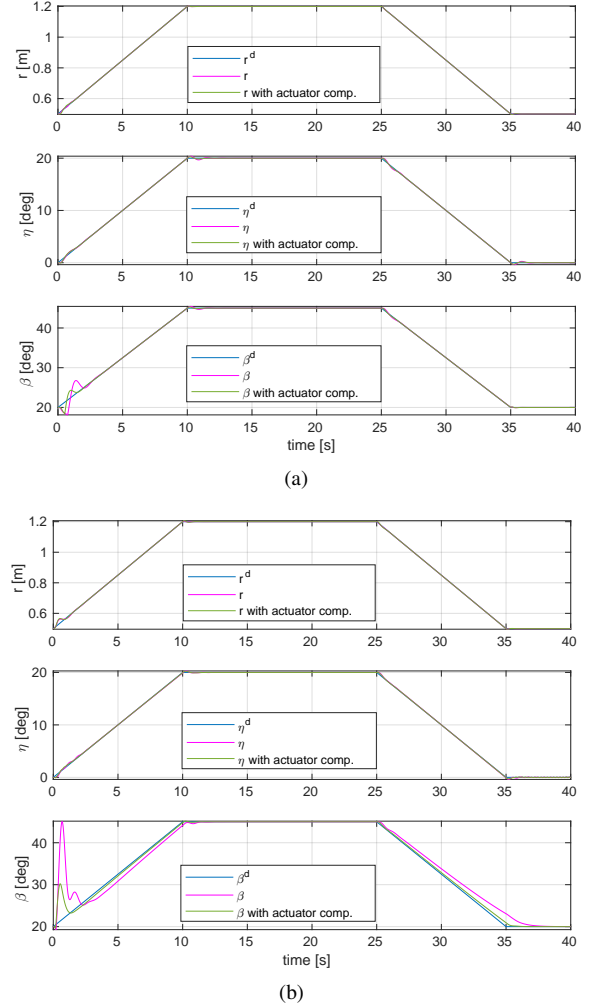 1.2
1
0.8
0.6
r [m]
r^d
r
r with actuator comp.
0 5 10 15 20 25 30 35 40
20
10
0
η [deg]
η^d
η
η with actuator comp.
0 5 10 15 20 25 30 35 40
40
30
20
β [deg]
β^d
β
β with actuator comp.
0 5 10 15 20 25 30 35 40
time [s]
(a)
1.2
1
0.8
0.6
r [m]
r^d
r
r with actuator comp.
0 5 10 15 20 25 30 35 40
20
10
0
η [deg]
η^d
η
η with actuator comp.
0 5 10 15 20 25 30 35 40
40
30
20
β [deg]
β^d
β
β with actuator comp.
0 5 10 15 20 25 30 35 40
time [s]
(b)